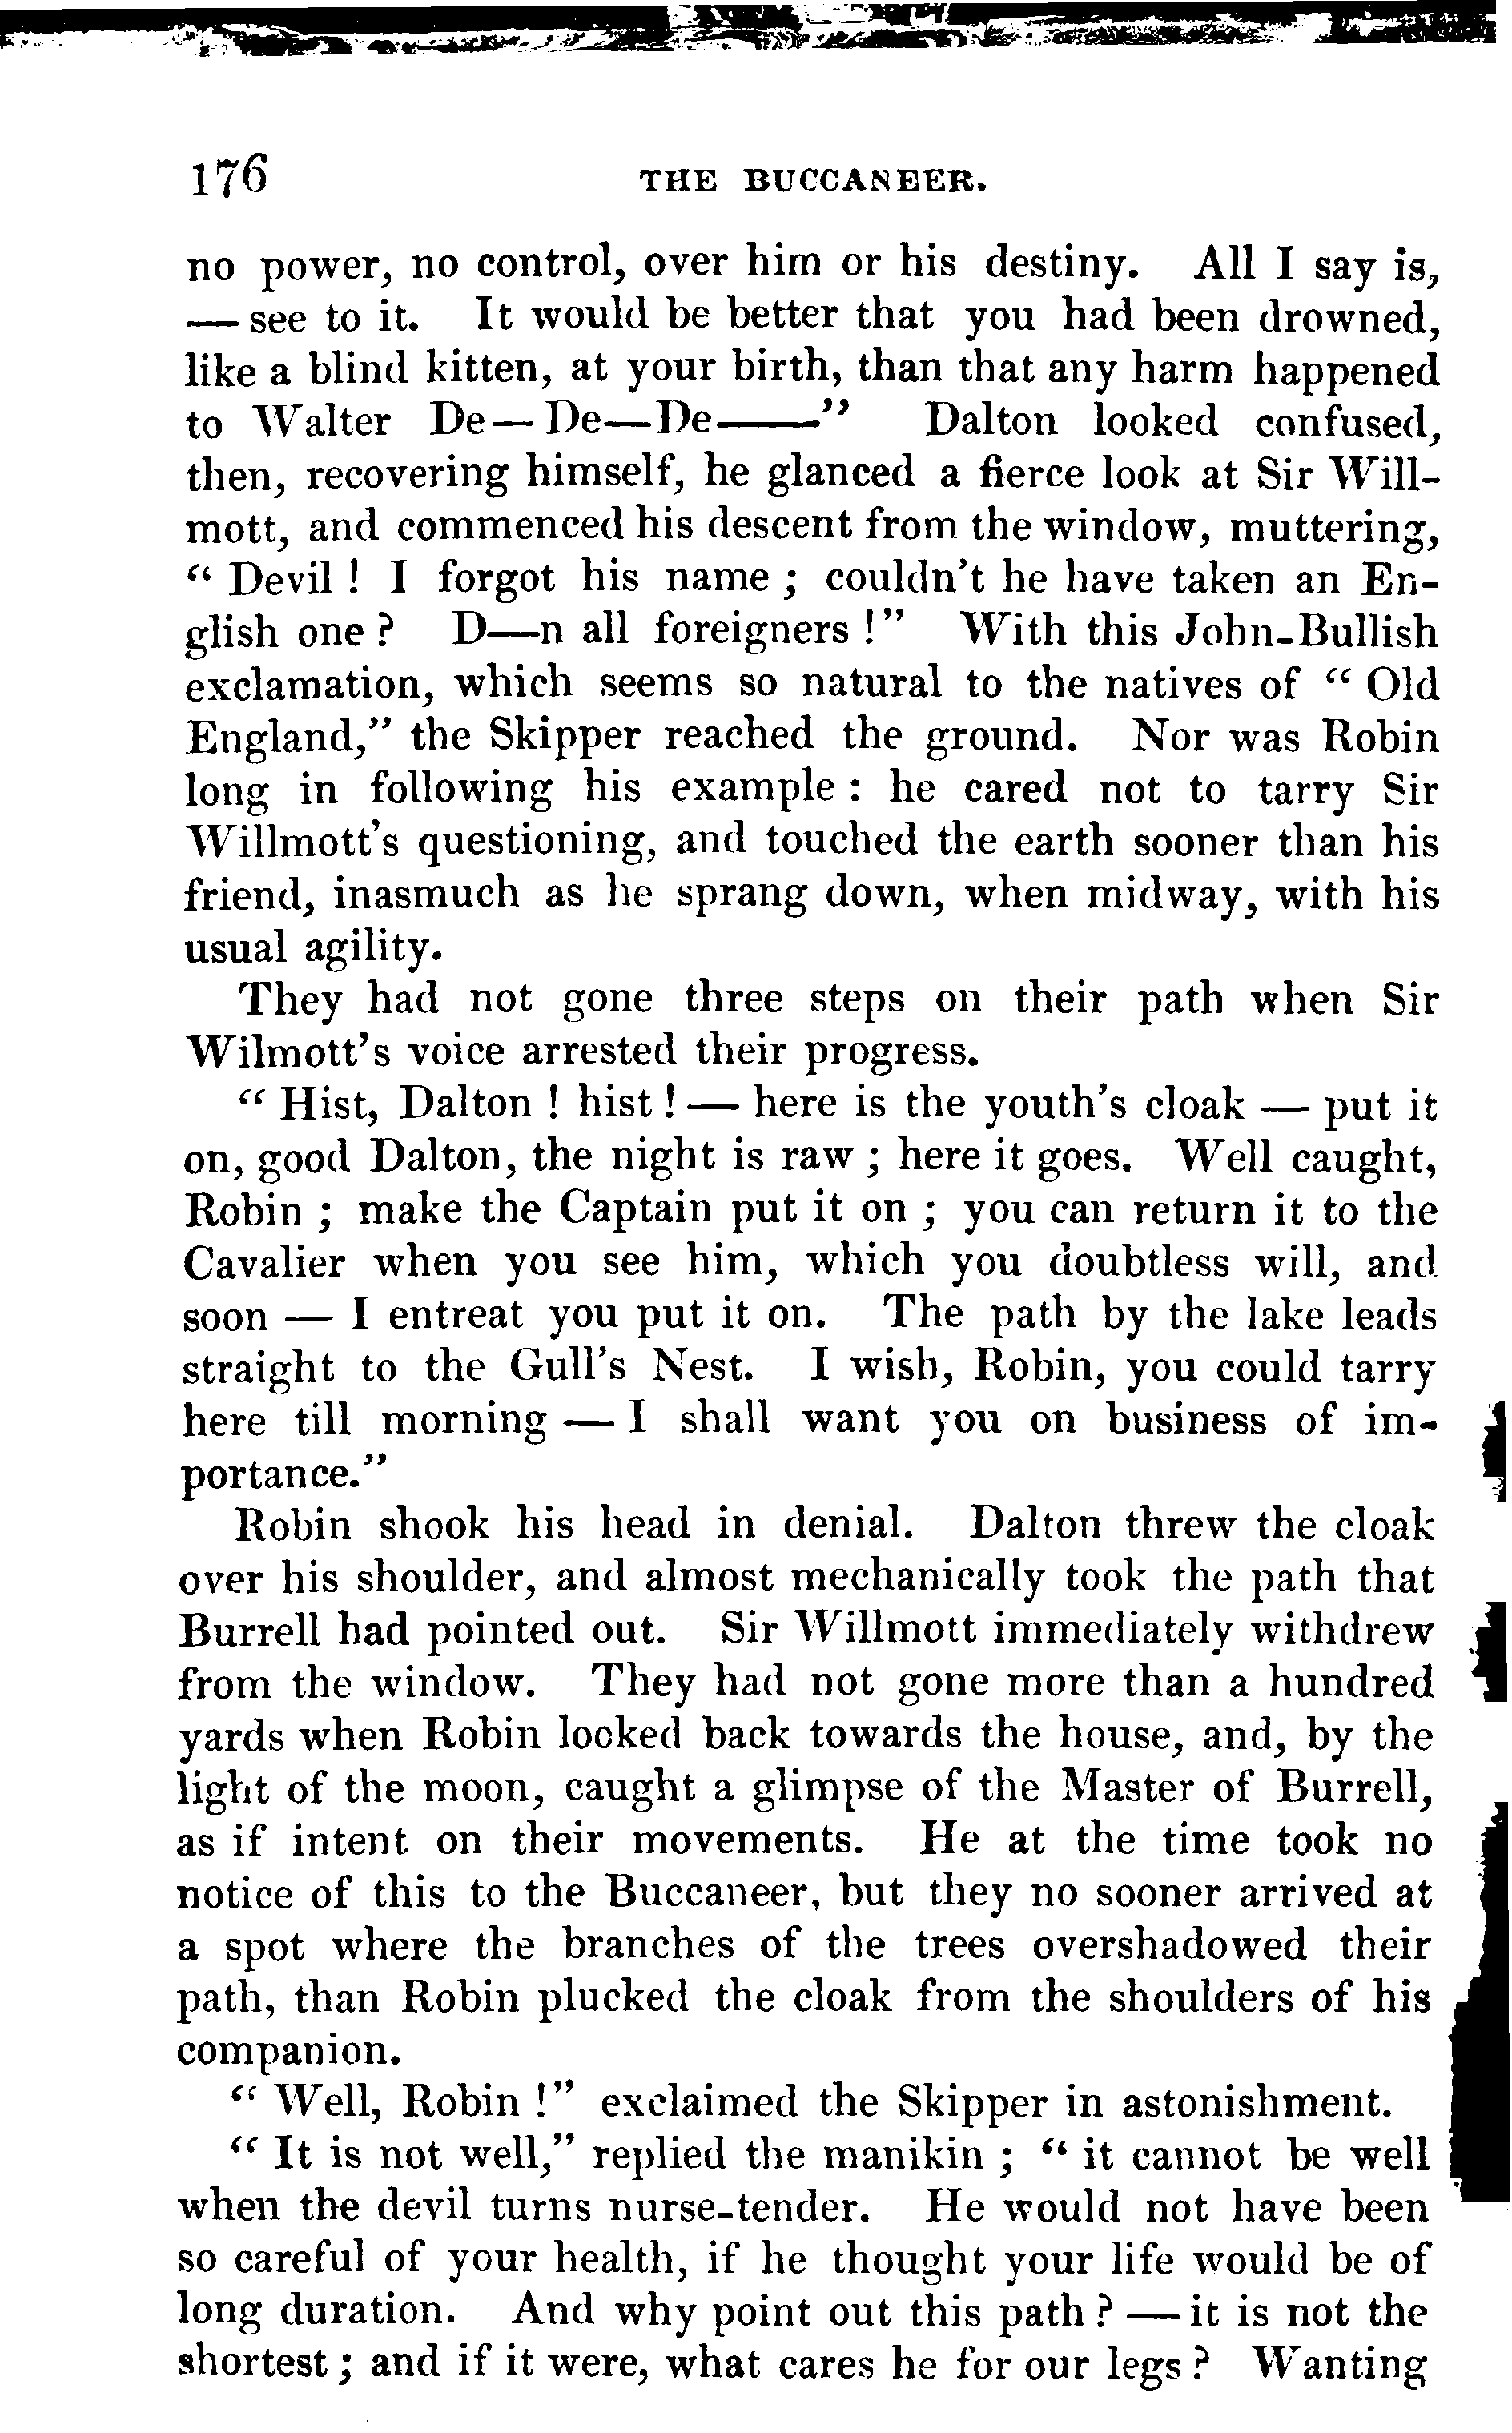 176 THE BUCCANEER.
no power, no control, over him or his destiny. All I say is,
— see to it. It would be better that you had been drowned,
like a blind kitten, at your birth, than that any harm happened
to Walter De— De—De——” Dalton looked confused,
then, recovering himself, he glanced a fierce look at Sir Will-
mott, and commenced his descent from the window, muttering,
“ Devil ! I forgot his name ; couldn’t he have taken an En-
glish one ? D—n all foreigners !” With this John-Bullish
exclamation, which seems so natural to the natives of “ Old
England,” the Skipper reached the ground. Nor was Robin
long in following his example : he cared not to tarry Sir
Willmott’s questioning, and touched the earth sooner than his
friend, inasmuch as he sprang down, when midway, with his
usual agility.
They had not gone three steps on their path when Sir
Wilmott’s voice arrested their progress.
“ Hist, Dalton ! hist ! — here is the youth’s cloak — put it
on, good Dalton, the night is raw ; here it goes. Well caught,
Robin ; make the Captain put it on ; you can return it to the
Cavalier when you see him, which you doubtless will, and
soon — I entreat you put it on. The path by the lake leads
straight to the Gull’s Nest. I wish, Robin, you could tarry
here till morning — I shall want you on business of im-
portance.”
Robin shook his head in denial. Dalton threw the cloak
over his shoulder, and almost mechanically took the path that
Burrell had pointed out. Sir Willmott immediately withdrew
from the window. They had not gone more than a hundred
yards when Robin looked back towards the house, and, by the
light of the moon, caught a glimpse of the Master of Burrell,
as if intent on their movements. He at the time took no
notice of this to the Buccaneer, but they no sooner arrived at
a spot where the branches of the trees overshadowed their
path, than Robin plucked the cloak from the shoulders of his
companion.
“ Well, Robin !” exclaimed the Skipper in astonishment.
“ It is not well,” replied the manikin ; “ it cannot be well
when the devil turns nurse-tender. He would not have been
so careful of your health, if he thought your life would be of
long duration. And why point out this path ? — it is not the
shortest ; and if it were, what cares he for our legs ? Wanting